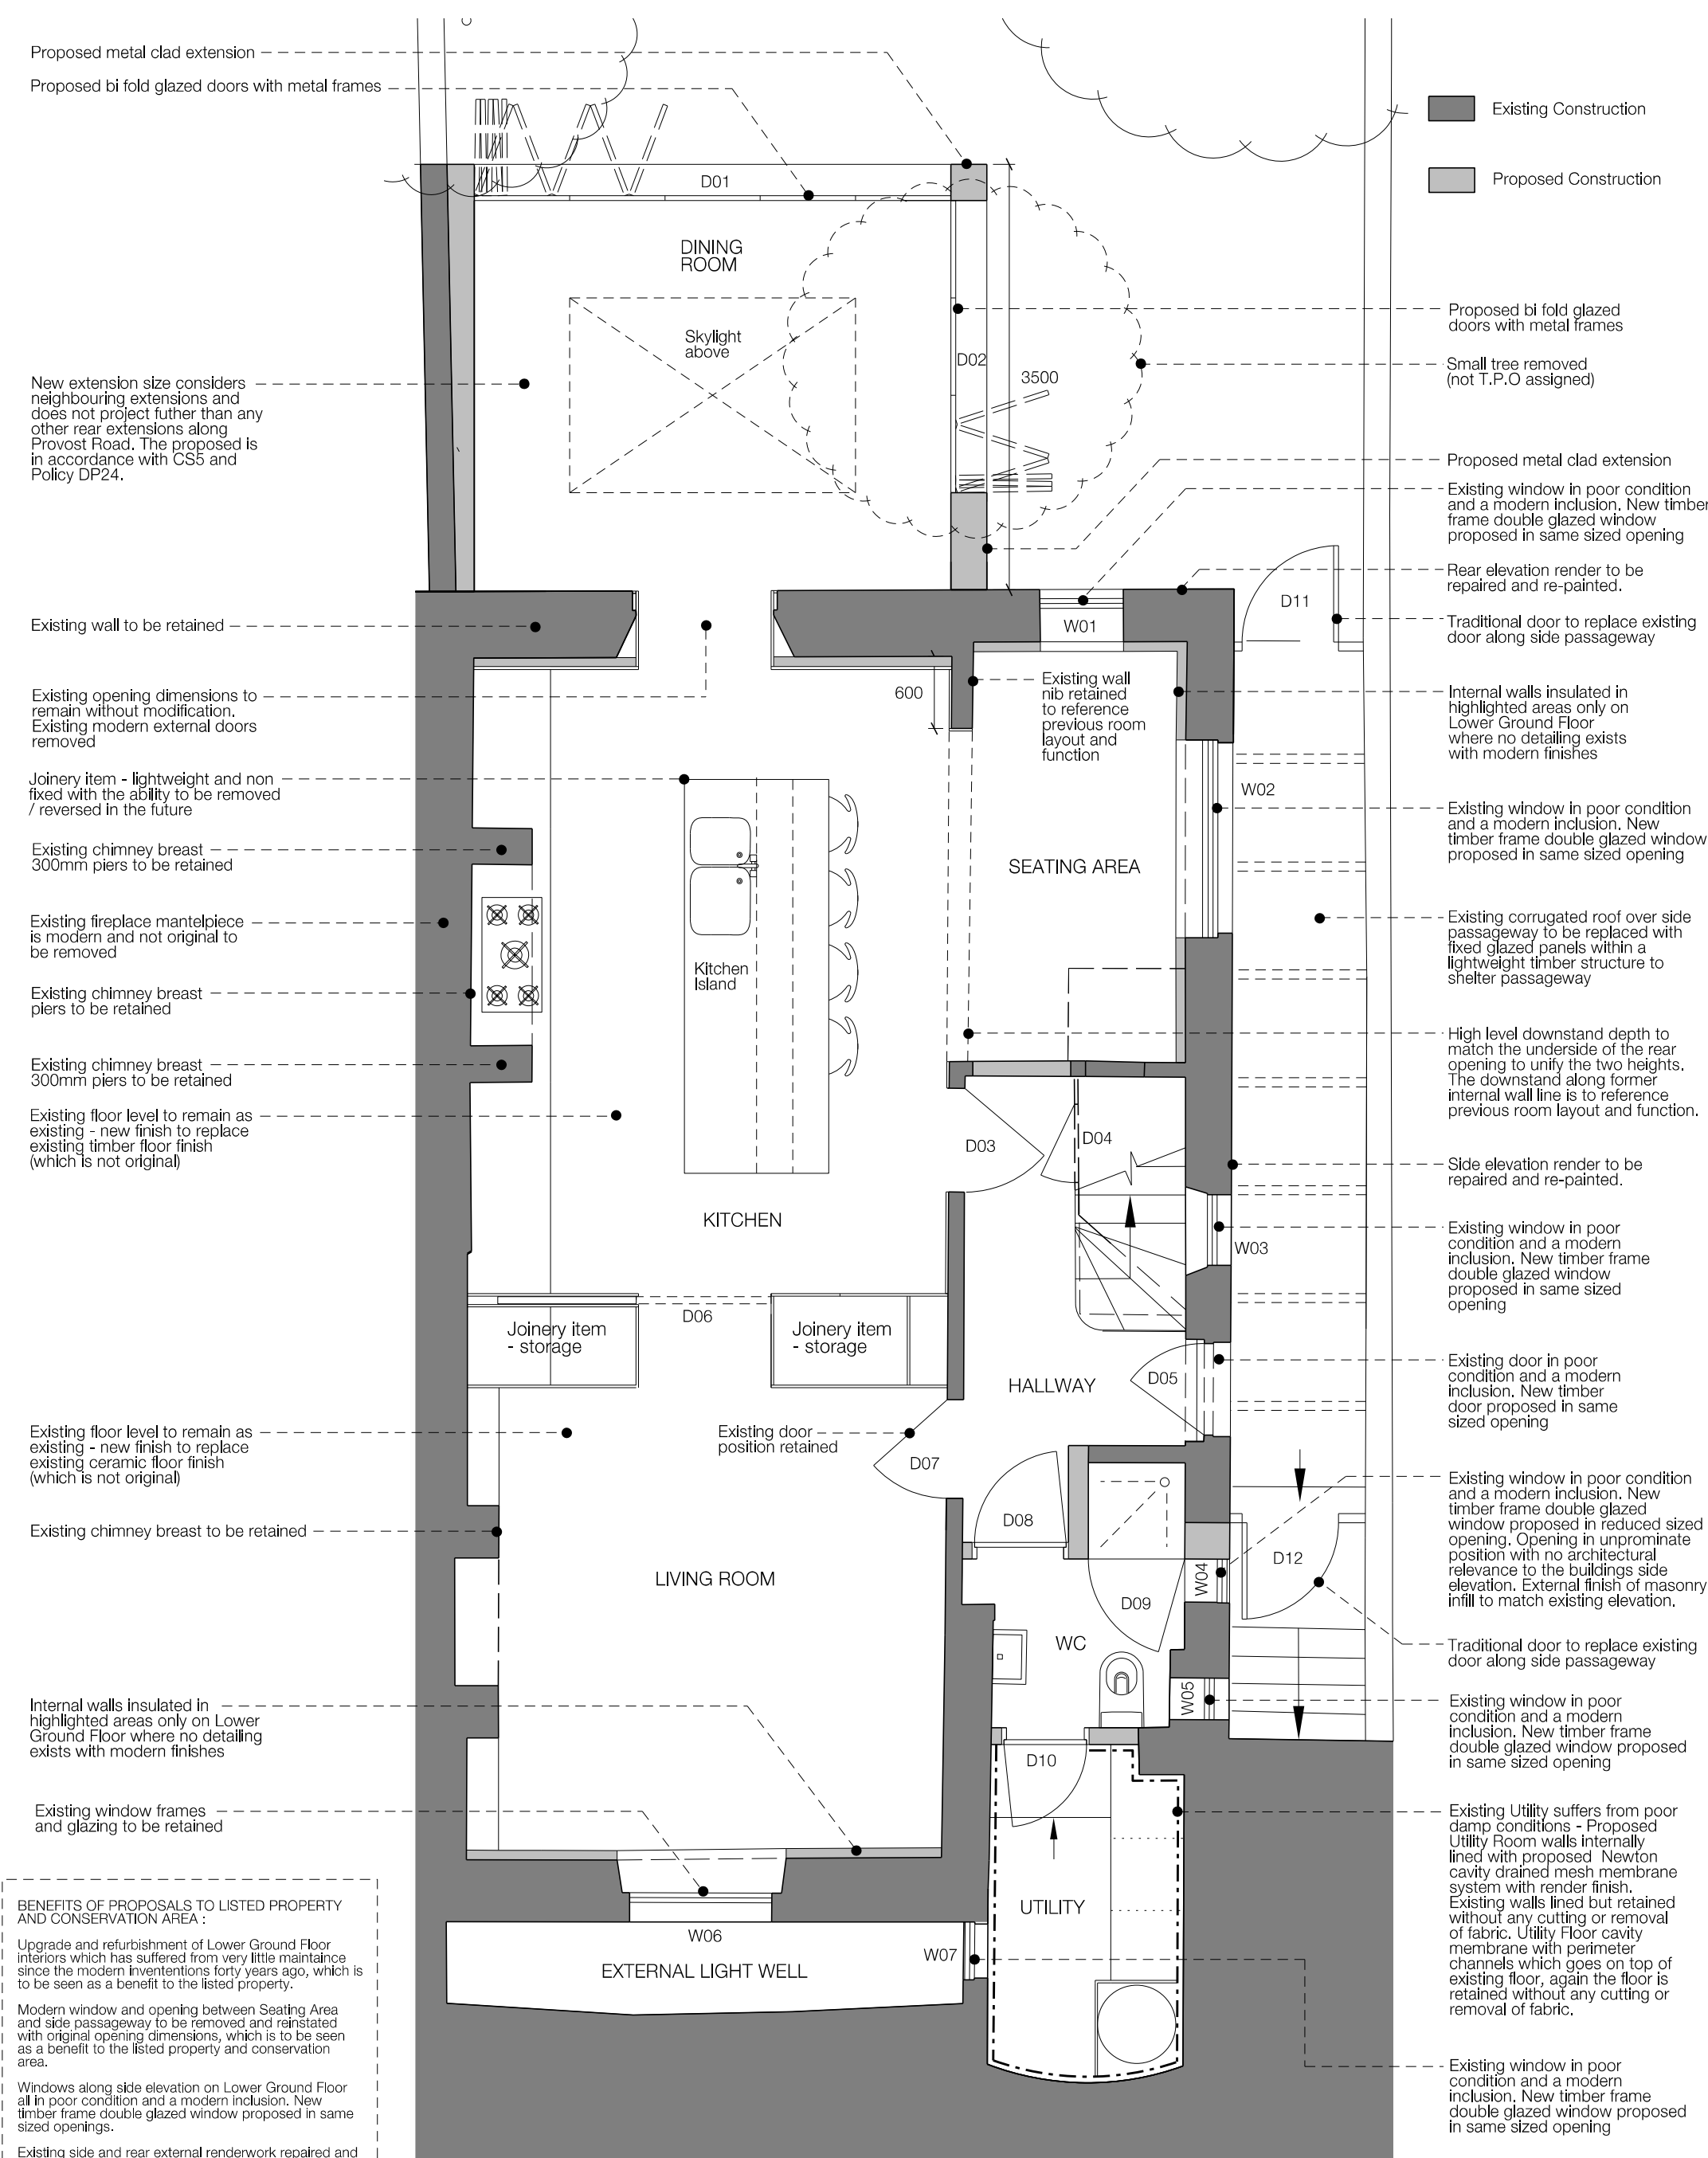 Proposed metal clad extension
Proposed bi fold glazed doors with metal frames
Existing Construction
Proposed Construction
D01
DINING
ROOM
Skylight
above
D02
3500
Proposed bi fold glazed
doors with metal frames
Small tree removed
(not T.P.O assigned)
New extension size considers
neighbouring extensions and
does not project futher than any
other rear extensions along
Provost Road. The proposed is
in accordance with CS5 and
Policy DP24.
Proposed metal clad extension
Existing window in poor condition
and a modern inclusion. New timber
frame double glazed window
proposed in same sized opening
Rear elevation render to be
repaired and re-painted.
D11
Traditional door to replace existing
door along side passageway
Existing wall to be retained
W01
Existing opening dimensions to
remain without modification.
Existing modern external doors
removed
600
Existing wall
nib retained
to reference
previous room
layout and
function
Internal walls insulated in
highlighted areas only on
Lower Ground Floor
where no detailing exists
with modern finishes
Joinery item - lightweight and non
fixed with the ability to be removed
/ reversed in the future
W02
Existing window in poor condition
and a modern inclusion. New
timber frame double glazed window
proposed in same sized opening
Existing chimney breast
300mm piers to be retained
SEATING AREA
Existing fireplace mantelpiece
is modern and not original to
be removed
Existing corrugated roof over side
passageway to be replaced with
fixed glazed panels within a
lightweight timber structure to
shelter passageway
KItchen
Island
Existing chimney breast
piers to be retained
Existing chimney breast
300mm piers to be retained
High level downstand depth to
match the underside of the rear
opening to unify the two heights.
The downstand along former
internal wall line is to reference
previous room layout and function.
Existing floor level to remain as
existing - new finish to replace
existing timber floor finish
(which is not original)
D03
D04
Side elevation render to be
repaired and re-painted.
KITCHEN
W03
Existing window in poor
condition and a modern
inclusion. New timber frame
double glazed window
proposed in same sized
opening
D06
Joinery item
- storage
Joinery item
- storage
HALLWAY
D05
Existing door in poor
condition and a modern
inclusion. New timber
door proposed in same
sized opening
Existing floor level to remain as
existing - new finish to replace
existing ceramic floor finish
(which is not original)
Existing door
position retained
D07
Existing window in poor condition
and a modern inclusion. New
timber frame double glazed
window proposed in reduced sized
opening. Opening in unprominate
position with no architectural
relevance to the buildings side
elevation. External finish of masonry
infill to match existing elevation.
Existing chimney breast to be retained
D08
D12
LIVING ROOM
W04
D09
WC
Traditional door to replace existing
door along side passageway
W05
Existing window in poor
condition and a modern
inclusion. New timber frame
double glazed window proposed
in same sized opening
Internal walls insulated in
highlighted areas only on Lower
Ground Floor where no detailing
exists with modern finishes
D10
Existing window frames
and glazing to be retained
Existing Utility suffers from poor
damp conditions - Proposed
Utility Room walls internally
lined with proposed Newton
cavity drained mesh membrane
system with render finish.
Existing walls lined but retained
without any cutting or removal
of fabric. Utility Floor cavity
membrane with perimeter
channels which goes on top of
existing floor, again the floor is
retained without any cutting or
removal of fabric.
UTILITY
W06
W07
EXTERNAL LIGHT WELL
BENEFITS OF PROPOSALS TO LISTED PROPERTY
AND CONSERVATION AREA :
Upgrade and refurbishment of Lower Ground Floor
interiors which has suffered from very little maintaince
since the modern invententions forty years ago, which is
to be seen as a benefit to the listed property.
Modern window and opening between Seating Area
and side passageway to be removed and reinstated
with original opening dimensions, which is to be seen
as a benefit to the listed property and conservation
area.
Windows along side elevation on Lower Ground Floor
all in poor condition and a modern inclusion. New
timber frame double glazed window proposed in same
sized openings.
Existing side and rear external renderwork repaired and
Existing window in poor
condition and a modern
inclusion. New timber frame
double glazed window proposed
in same sized opening